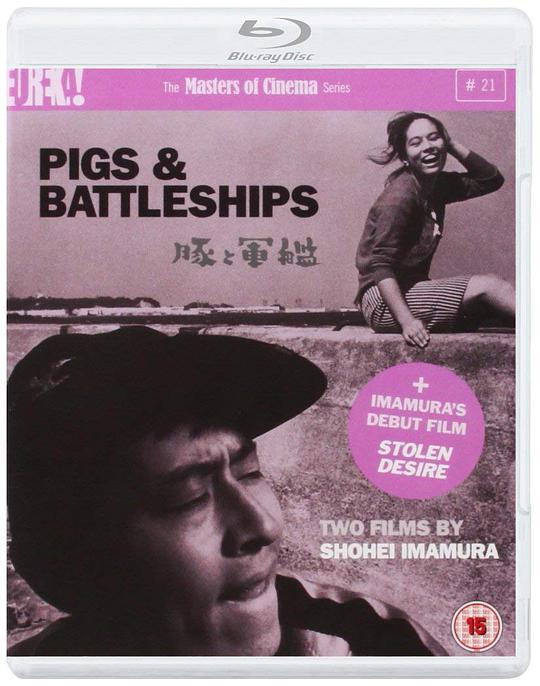 Blu-ray Disc
EUREKA!
The Masters of Cinema Series
# 21
PIGS &
BATTLESHIPS
豚と軍艦
+
IMAMURA'S
DEBUT FILM
STOLEN
DESIRE
TWO FILMS BY
SHOHEI IMAMURA
15